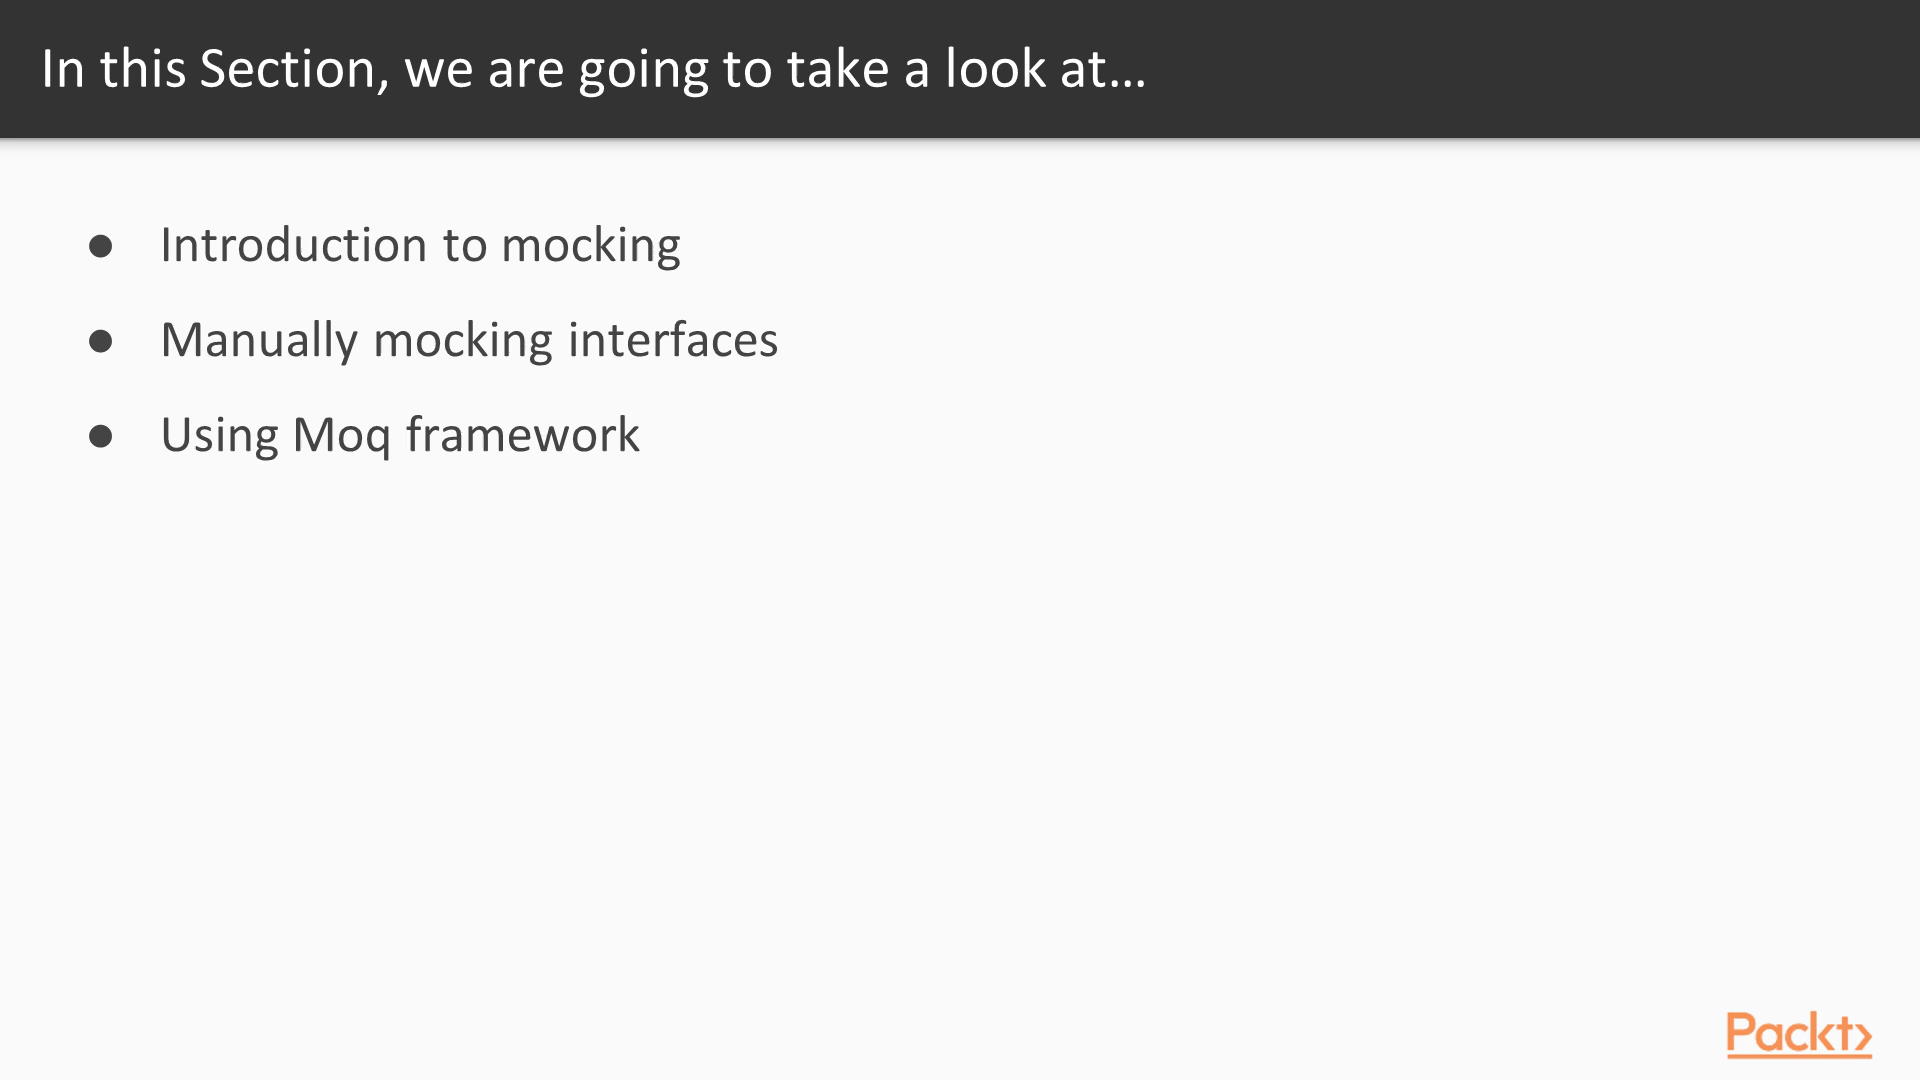 In this Section, we are going to take a look at…
● Introduction to mocking
● Manually mocking interfaces
● Using Moq framework
Packt>